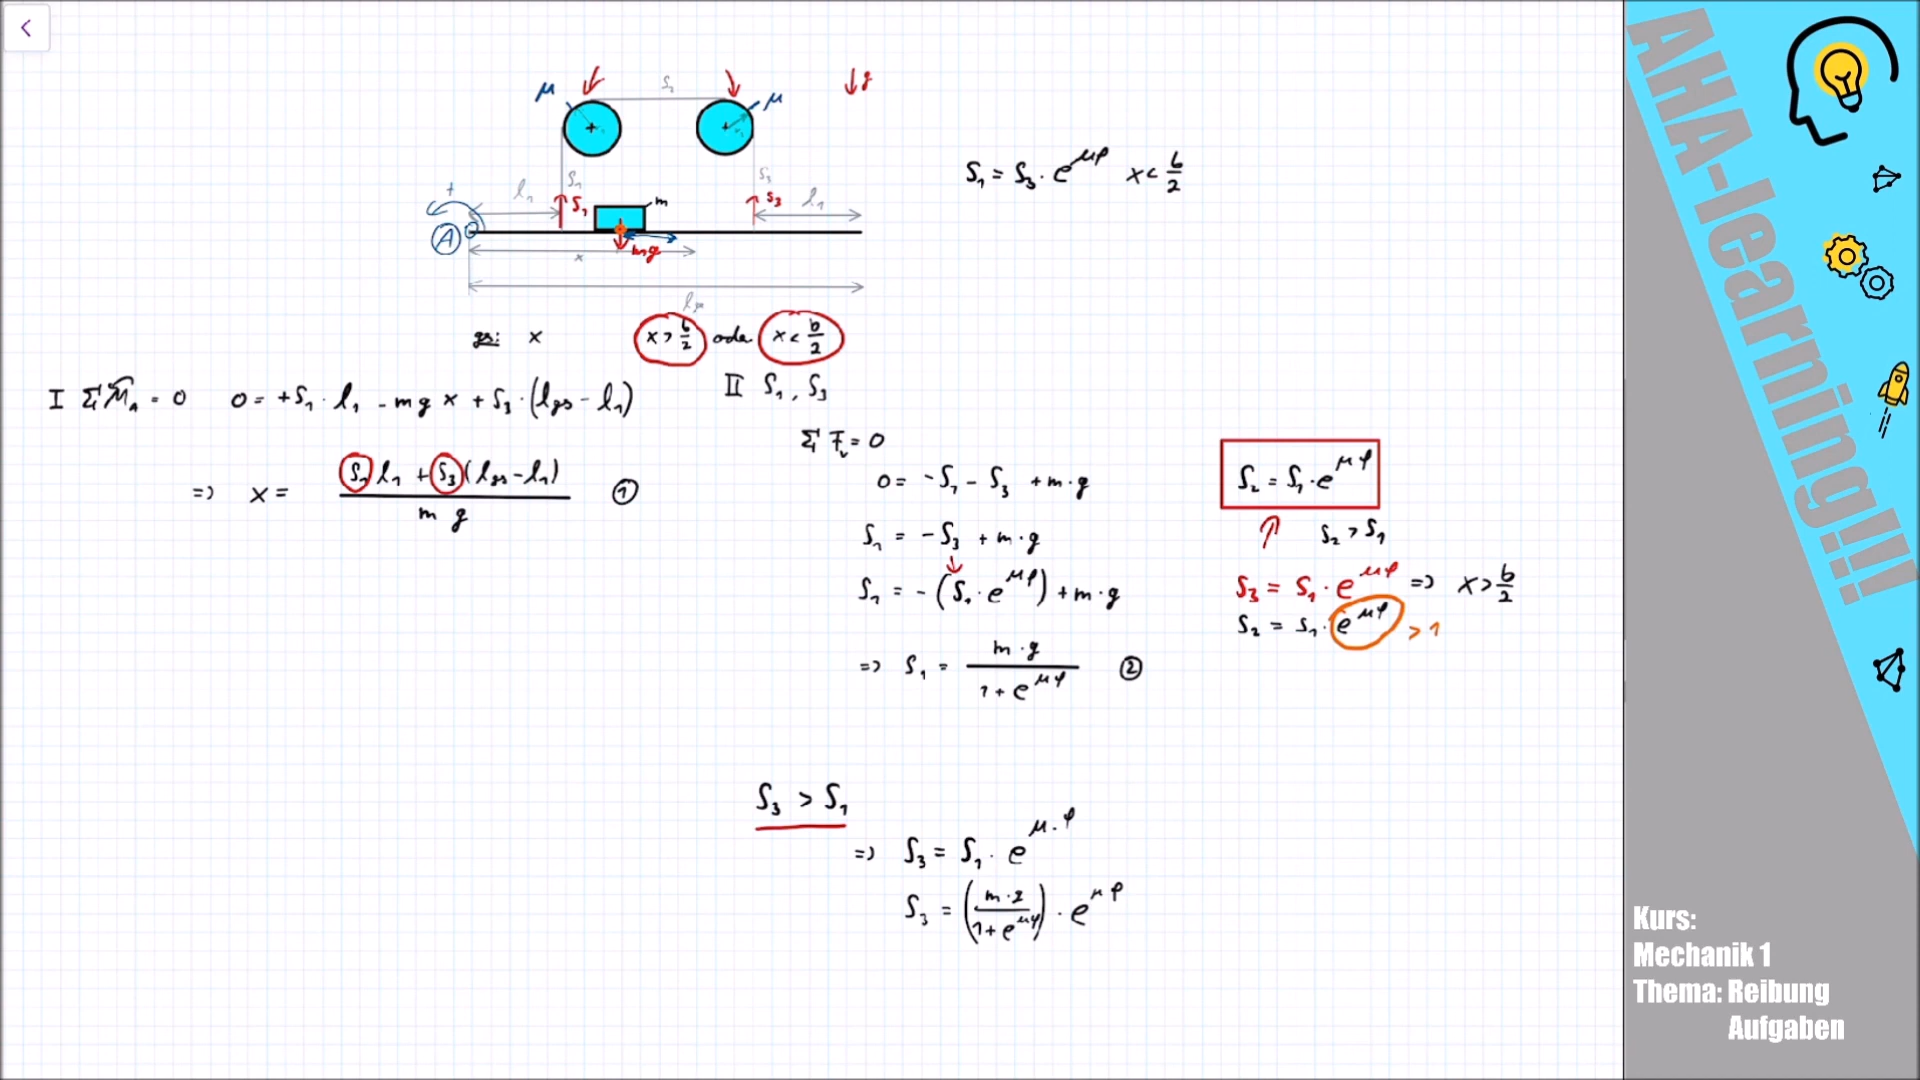 μ S₁ μ ↓g
S₁ = S₃ · e^μφ x < b/2
+ l₁ S₁ S₁ m S₃ S₃ l₁
A mg
x
l_ges
ges: x x > b/2 oder x < b/2
I Σ M_A = 0 0 = +S₁ · l₁ - mg x + S₃ · (l_ges - l₁) II S₁, S₃
=> x = (S₁ l₁ + S₃ (l_ges - l₁)) / (m g) ①
Σ F_v = 0
0 = -S₁ - S₃ + m · g
S₁ = -S₃ + m · g
S₁ = -(S₁ · e^μφ) + m · g
=> S₁ = (m · g) / (1 + e^μφ) ②
S₂ = S₁ · e^μφ
S₂ > S₁
S₃ = S₁ · e^μφ => x > b/2
S₂ = S₁ · e^μφ > 1
S₃ > S₁
=> S₃ = S₁ · e^μ·φ
S₃ = ((m · g) / (1 + e^μφ)) · e^μφ
AHA-learning!!!
Kurs:
Mechanik 1
Thema: Reibung
Aufgaben